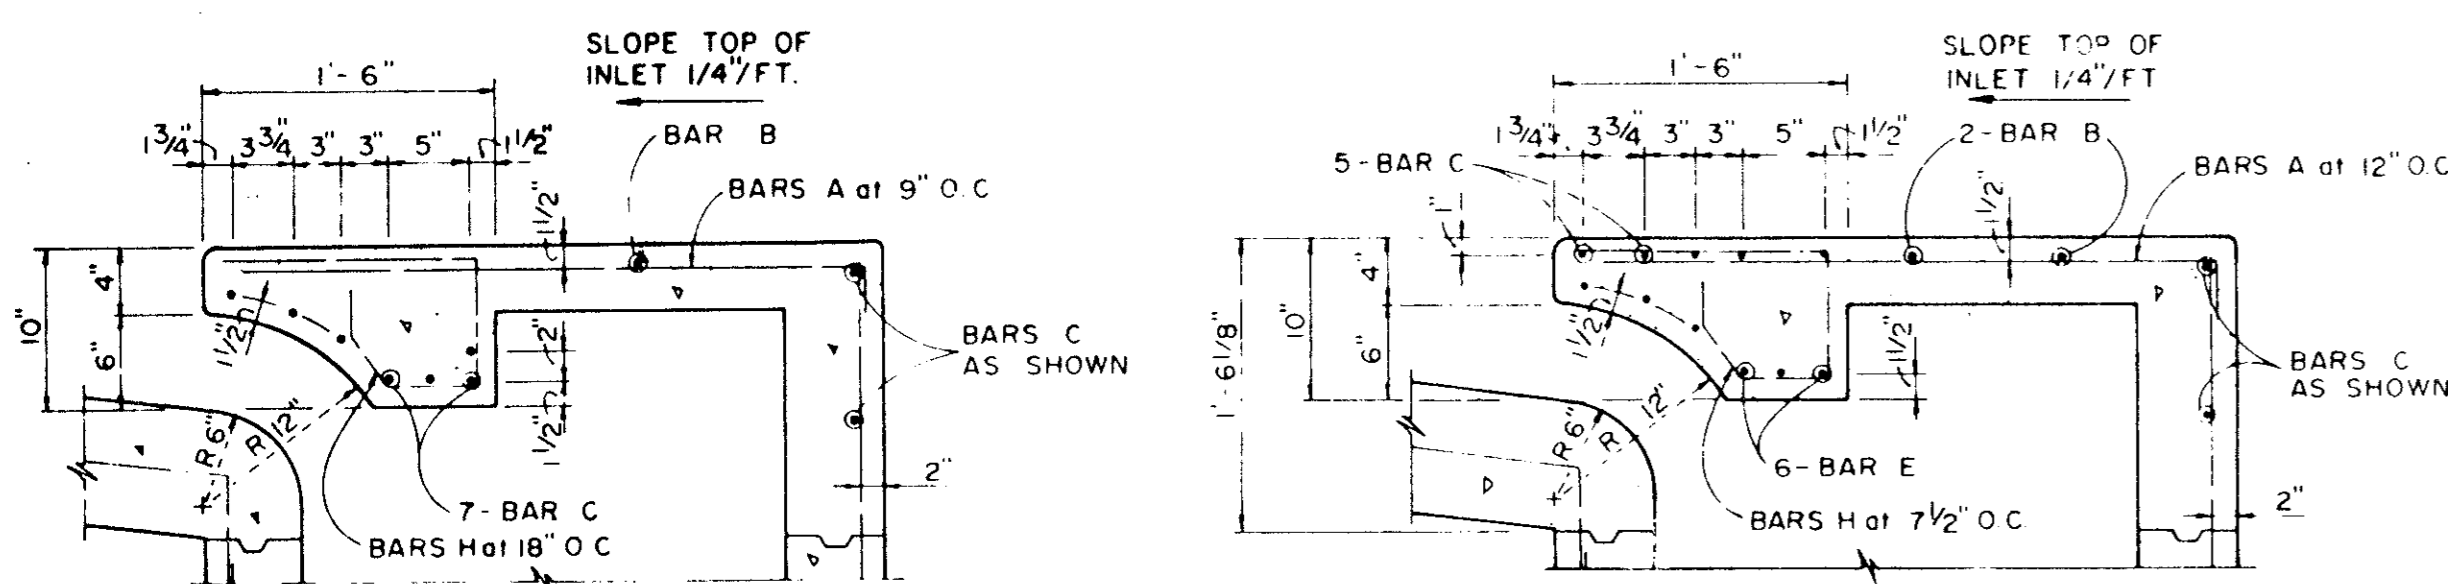 SLOPE TOP OF
INLET 1/4"/FT.
1'-6"
1 3/4"
3 3/4
3"
3"
5"
1 1/2"
BAR B
BARS A at 9" O.C
1 1/2"
4"
10"
6"
1 1/2"
2"
1 1/2"
BARS C
AS SHOWN
R 6"
R 12"
2"
7-BAR C
BARS H at 18" O C
SLOPE TOP OF
INLET 1/4"/FT
1'-6"
1 3/4"
3 3/4"
3"
3"
5"
1 1/2"
2-BAR B
5-BAR C
BARS A at 12" O.C
1"
1 1/2"
4"
10"
6"
1'-6 1/8"
1 1/2"
1 1/2"
BARS C
AS SHOWN
R 6"
R 12"
6-BAR E
BARS H at 7 1/2" O.C.
2"